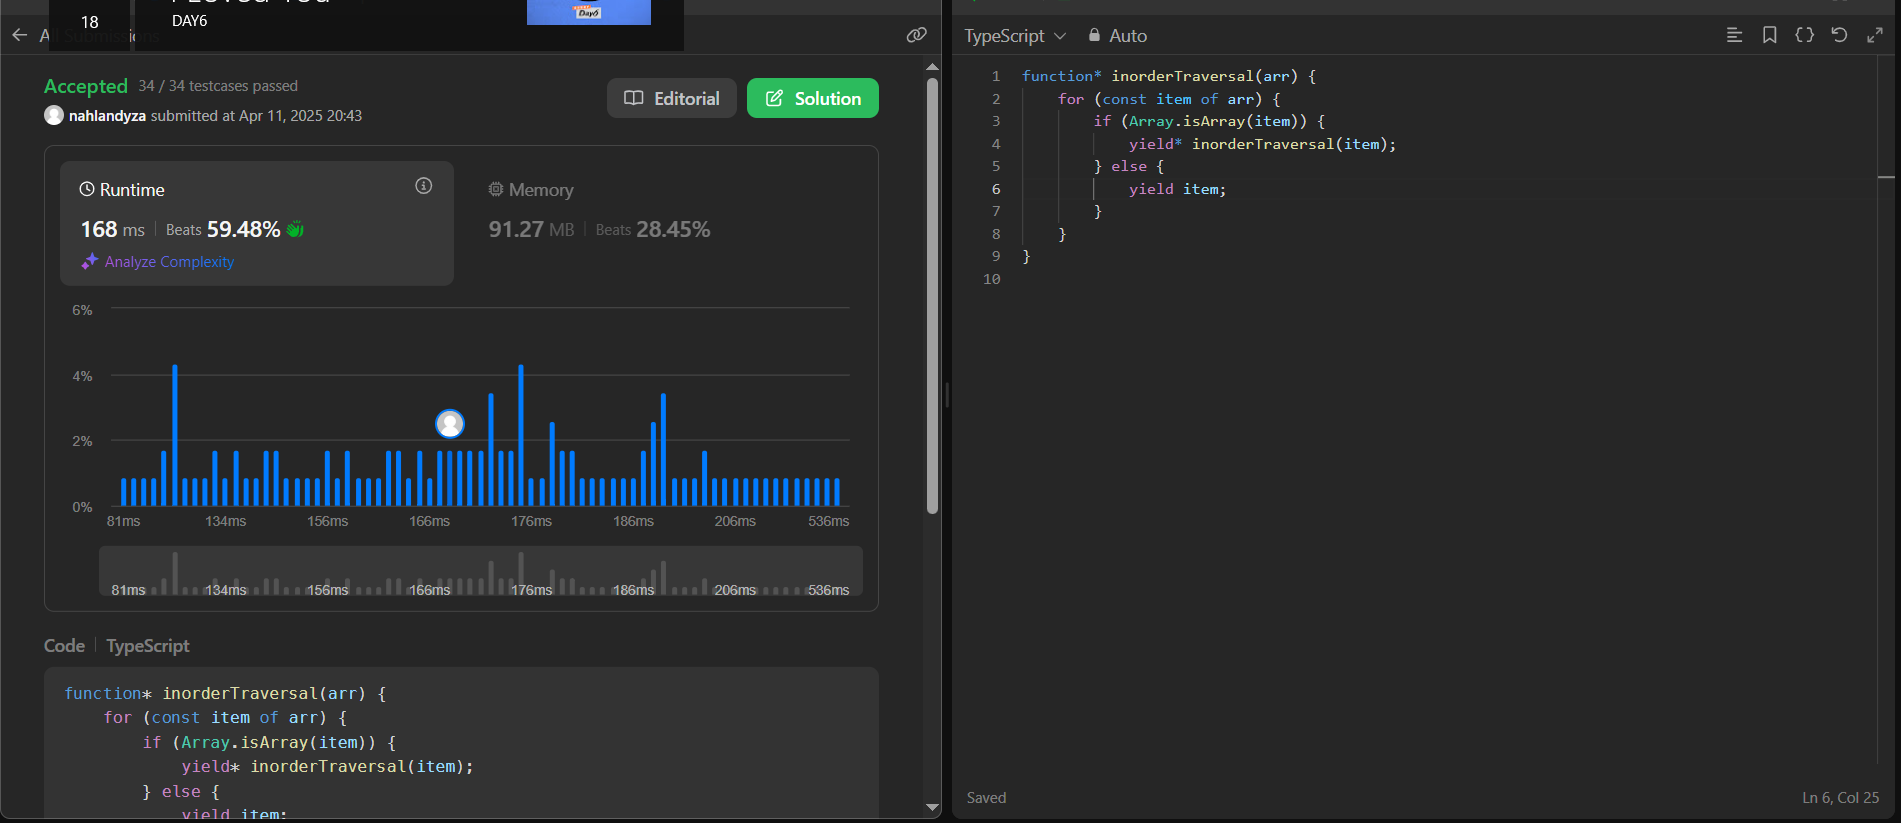 18
I Loved You
DAY6
Day6
All Submissions
Accepted 34 / 34 testcases passed
nahlandyza submitted at Apr 11, 2025 20:43
Editorial
Solution
Runtime
168 ms Beats 59.48%
Analyze Complexity
Memory
91.27 MB Beats 28.45%
6%
4%
2%
0%
81ms 134ms 156ms 166ms 176ms 186ms 206ms 536ms
81ms 134ms 156ms 166ms 176ms 186ms 206ms 536ms
Code TypeScript
function* inorderTraversal(arr) {
for (const item of arr) {
if (Array.isArray(item)) {
yield* inorderTraversal(item);
} else {
yield item;
TypeScript Auto
1 function* inorderTraversal(arr) {
2 for (const item of arr) {
3 if (Array.isArray(item)) {
4 yield* inorderTraversal(item);
5 } else {
6 yield item;
7 }
8 }
9 }
10
Saved
Ln 6, Col 25